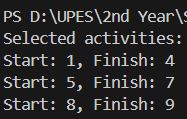 PS D:\UPES\2nd Year\
Selected activities:
Start: 1, Finish: 4
Start: 5, Finish: 7
Start: 8, Finish: 9